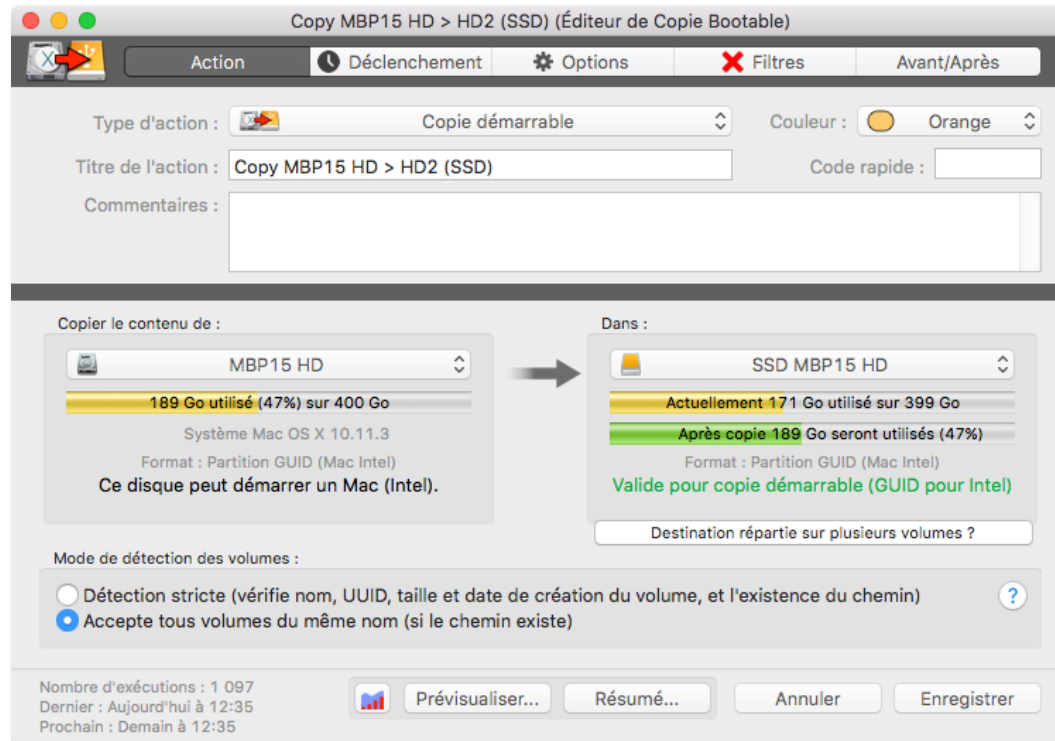 Copy MBP15 HD > HD2 (SSD) (Éditeur de Copie Bootable)
Action Déclenchement Options Filtres Avant/Après
Type d'action : Copie démarrable Couleur : Orange
Titre de l'action : Copy MBP15 HD > HD2 (SSD) Code rapide :
Commentaires :
Copier le contenu de : Dans :
MBP15 HD SSD MBP15 HD
189 Go utilisé (47%) sur 400 Go Actuellement 171 Go utilisé sur 399 Go
Système Mac OS X 10.11.3 Après copie 189 Go seront utilisés (47%)
Format : Partition GUID (Mac Intel) Format : Partition GUID (Mac Intel)
Ce disque peut démarrer un Mac (Intel). Valide pour copie démarrable (GUID pour Intel)
Destination répartie sur plusieurs volumes ?
Mode de détection des volumes :
Détection stricte (vérifie nom, UUID, taille et date de création du volume, et l'existence du chemin) ?
Accepte tous volumes du même nom (si le chemin existe)
Nombre d'exécutions : 1 097
Dernier : Aujourd'hui à 12:35 Prévisualiser... Résumé... Annuler Enregistrer
Prochain : Demain à 12:35